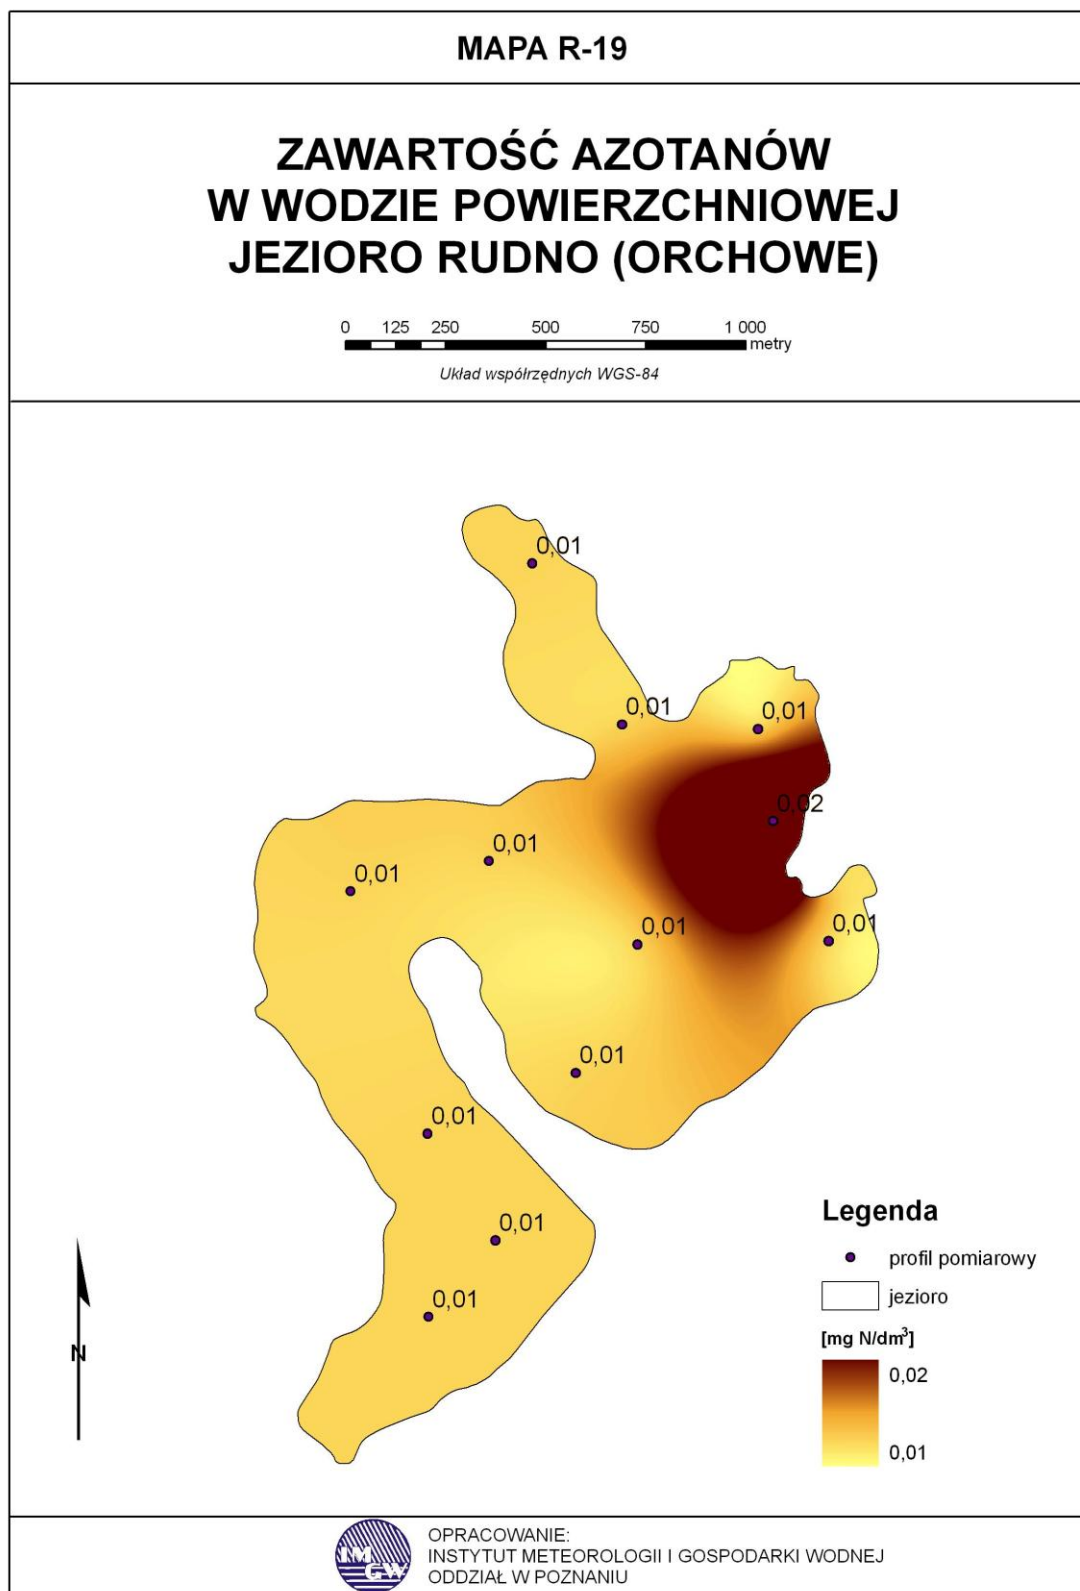 MAPA R-19
ZAWARTOŚĆ AZOTANÓW
W WODZIE POWIERZCHNIOWEJ
JEZIORO RUDNO (ORCHOWE)
0 125 250 500 750 1 000
metry
Układ współrzędnych WGS-84
0,01
0,01
0,01
0,02
0,01
0,01
0,01
0,01
0,01
0,01
0,01
0,01
Legenda
profil pomiarowy
jezioro
[mg N/dm³]
0,02
0,01
N
IMGW
OPRACOWANIE:
INSTYTUT METEOROLOGII I GOSPODARKI WODNEJ
ODDZIAŁ W POZNANIU